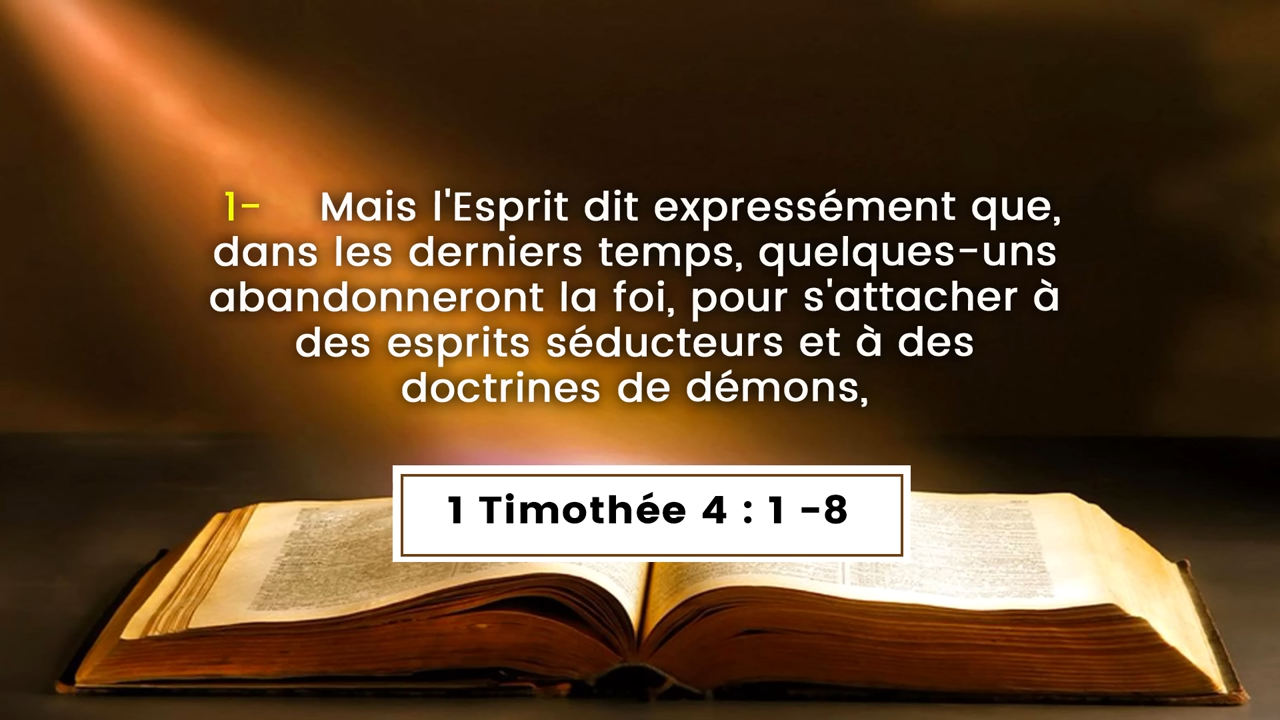 1- Mais l'Esprit dit expressément que,
dans les derniers temps, quelques-uns
abandonneront la foi, pour s'attacher à
des esprits séducteurs et à des
doctrines de démons,
1 Timothée 4 : 1 -8